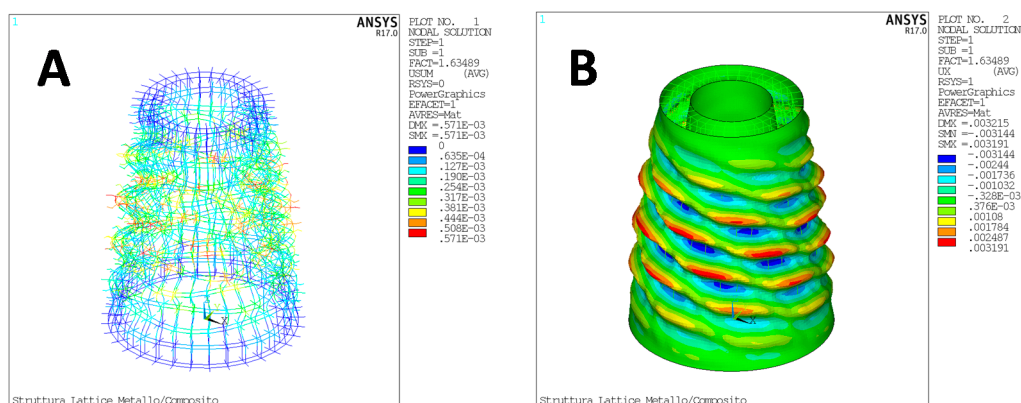 1
ANSYS
R17.0
A
PLOT NO.   1
NODAL SOLUTION
STEP=1
SUB =1
FACT=1.63489
USUM     (AVG)
RSYS=0
PowerGraphics
EFACET=1
AVRES=Mat
DMX =.571E-03
SMX =.571E-03
0
.635E-04
.127E-03
.190E-03
.254E-03
.317E-03
.381E-03
.444E-03
.508E-03
.571E-03
X
Struttura Lattice Metallo/Composito
1
ANSYS
R17.0
B
PLOT NO.   2
NODAL SOLUTION
STEP=1
SUB =1
FACT=1.63489
UX       (AVG)
RSYS=1
PowerGraphics
EFACET=1
AVRES=Mat
DMX =.003215
SMN =-.003144
SMX =.003191
-.003144
-.00244
-.001736
-.001032
-.328E-03
.376E-03
.00108
.001784
.002487
.003191
X
Struttura Lattice Metallo/Composito